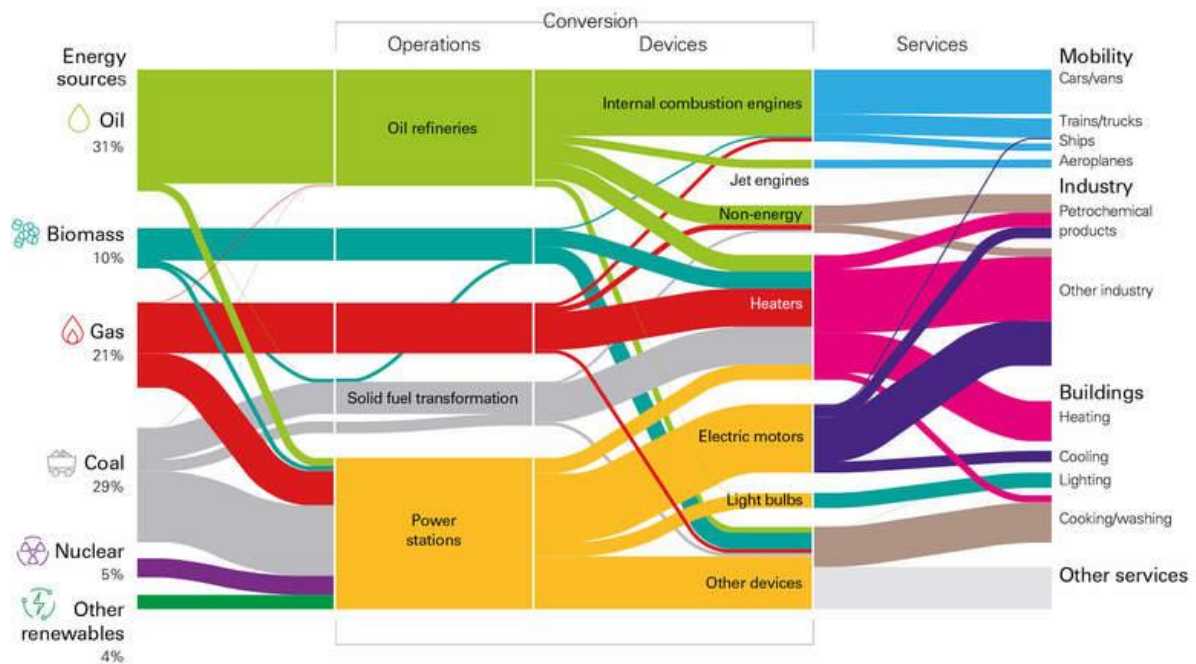 Conversion
Operations
Devices
Services
Energy
sources
Oil
31%
Biomass
10%
Gas
21%
Coal
29%
Nuclear
5%
Other
renewables
4%
Oil refineries
Solid fuel transformation
Power
stations
Internal combustion engines
Jet engines
Non-energy
Heaters
Electric motors
Light bulbs
Other devices
Mobility
Cars/vans
Trains/trucks
Ships
Aeroplanes
Industry
Petrochemical
products
Other industry
Buildings
Heating
Cooling
Lighting
Cooking/washing
Other services